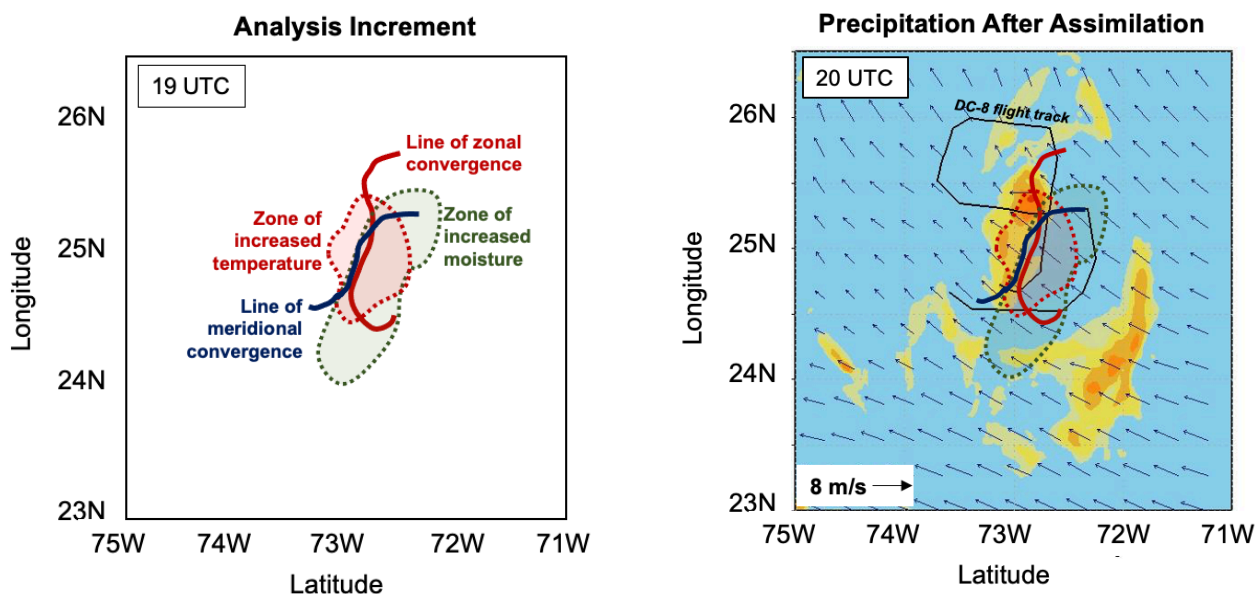 Analysis Increment
19 UTC
26N
25N
24N
23N
75W
74W
73W
72W
71W
Longitude
Latitude
Line of zonal
convergence
Zone of
increased
temperature
Zone of
increased
moisture
Line of
meridional
convergence
Precipitation After Assimilation
20 UTC
DC-8 flight track
26N
25N
24N
23N
75W
74W
73W
72W
71W
Longitude
Latitude
8 m/s